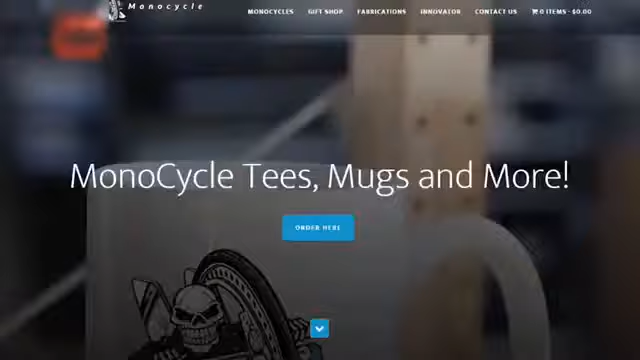 Monocycle
MONOCYCLES GIFT SHOP FABRICATIONS INNOVATOR CONTACT US 0 ITEMS - $0.00
MonoCycle Tees, Mugs and More!
ORDER HERE